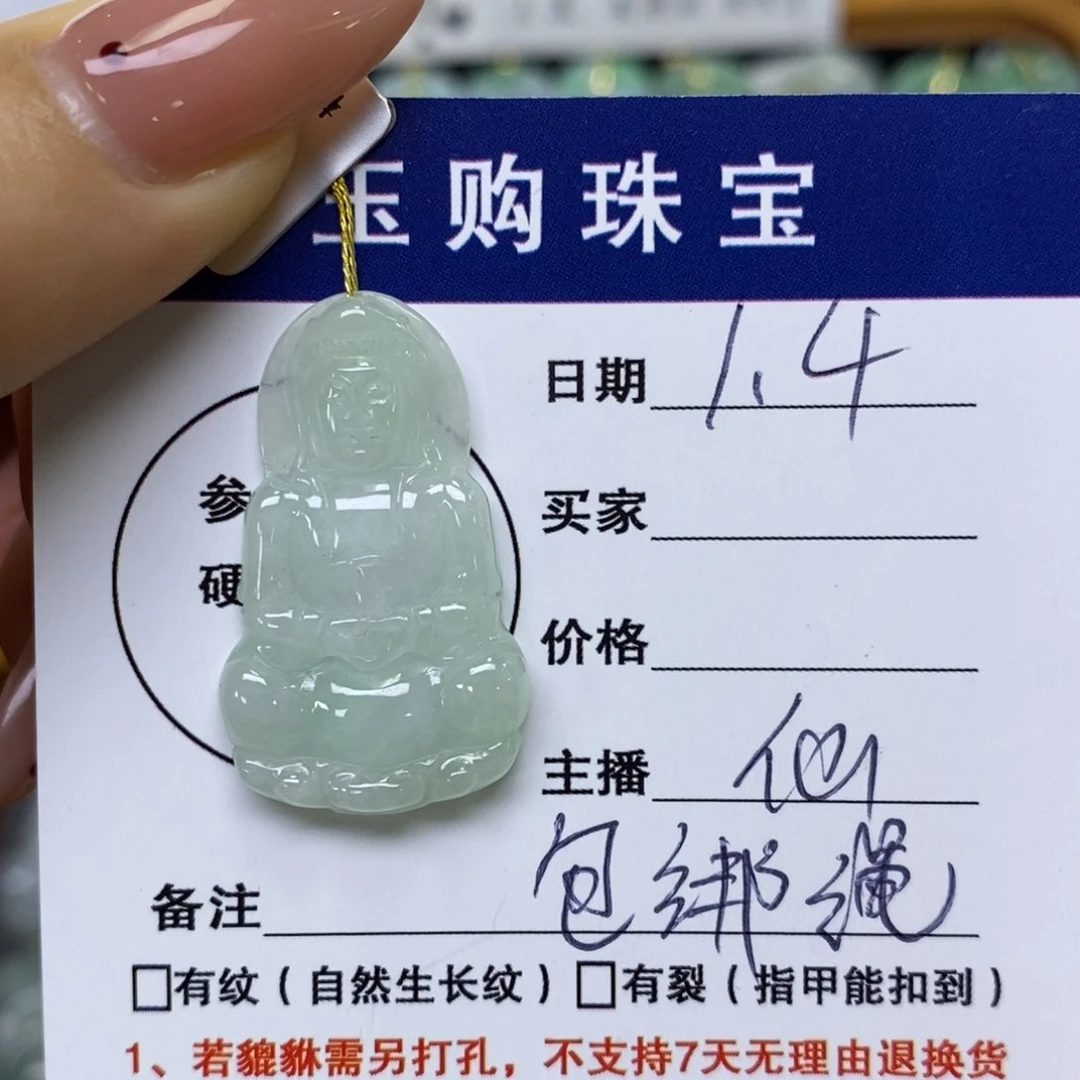 玉购珠宝
日期 1.4
参
买家
硬
价格
主播 仙
备注 包绑绳
□有纹（自然生长纹）□有裂（指甲能扣到）
1、若貔貅需另打孔，不支持7天无理由退换货